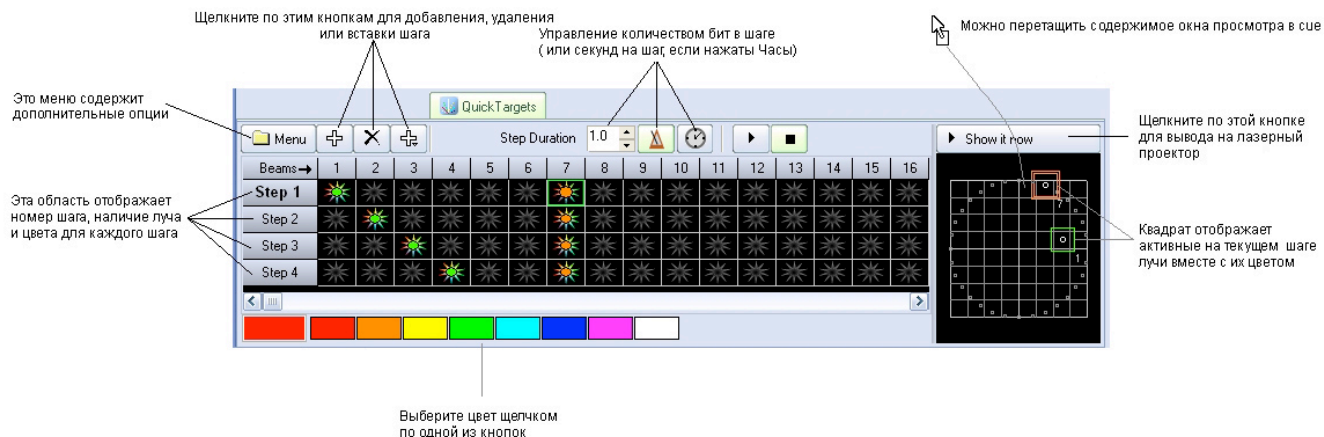 Щелкните по этим кнопкам для добавления, удаления
или вставки шага
Управление количеством бит в шаге
( или секунд на шаг, если нажаты Часы)
Можно перетащить содержимое окна просмотра в cue
Это меню содержит
дополнительные опции
QuickTargets
Menu Step Duration 1.0 Show it now
Щелкните по этой кнопке
для вывода на лазерный
проектор
Beams 1 2 3 4 5 6 7 8 9 10 11 12 13 14 15 16
Step 1
Step 2
Step 3
Step 4
Эта область отображает
номер шага, наличие луча
и цвета для каждого шага
7
1
Квадрат отображает
активные на текущем шаге
лучи вместе с их цветом
Выберите цвет щелчком
по одной из кнопок